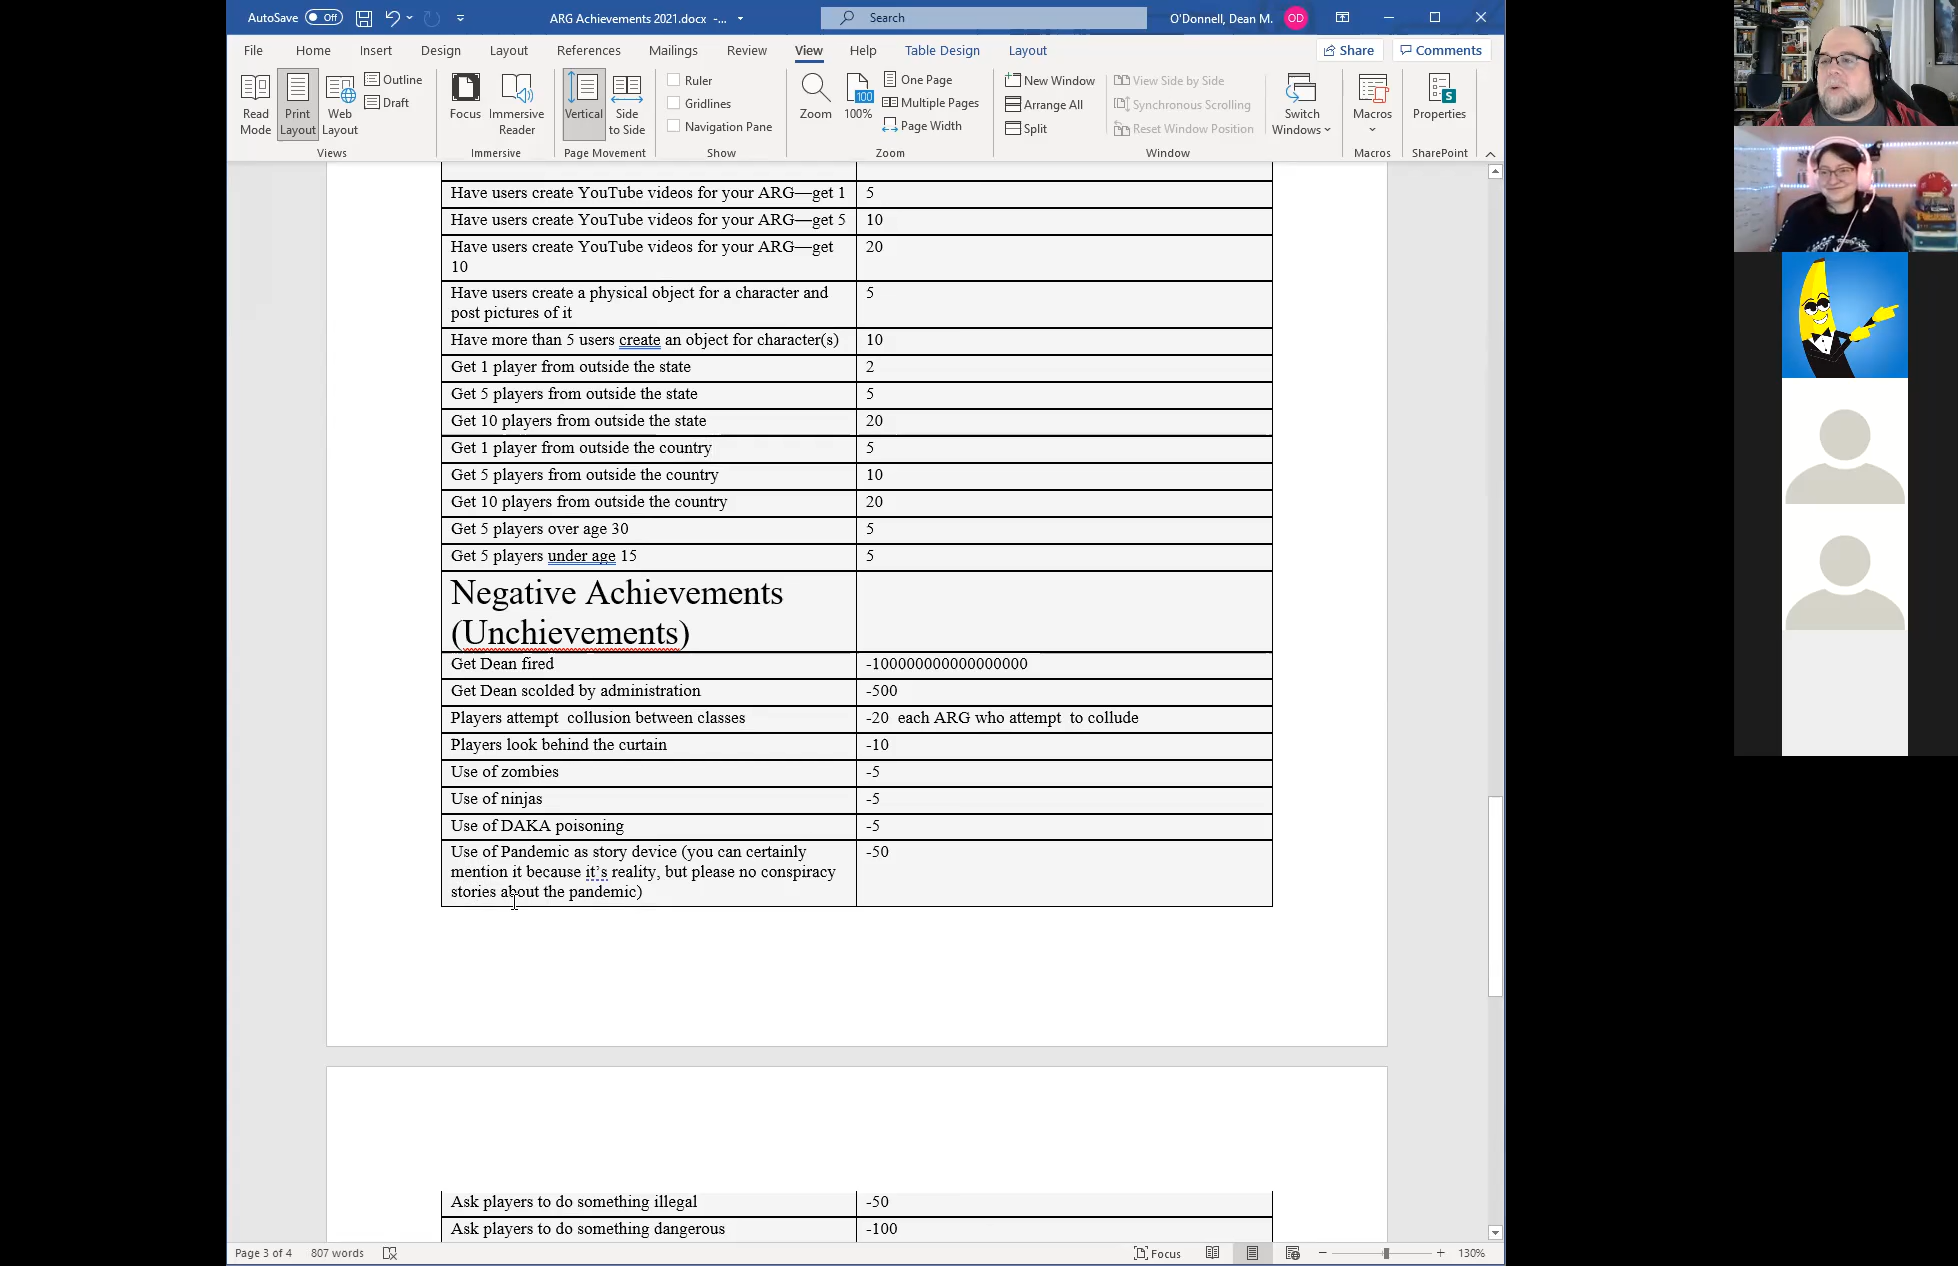 AutoSave Off ARG Achievements 2021.docx -... Search O'Donnell, Dean M. OD
File Home Insert Design Layout References Mailings Review View Help Table Design Layout Share Comments
Read Mode
Print Layout
Web Layout
Outline
Draft
Views
Focus
Immersive Reader
Immersive
Vertical
Side to Side
Page Movement
Ruler
Gridlines
Navigation Pane
Show
Zoom
100
100%
One Page
Multiple Pages
Page Width
Zoom
New Window
Arrange All
Split
View Side by Side
Synchronous Scrolling
Reset Window Position
Switch Windows
Window
Macros
Macros
S
Properties
SharePoint
Have users create YouTube videos for your ARG—get 1 5
Have users create YouTube videos for your ARG—get 5 10
Have users create YouTube videos for your ARG—get 20
10
Have users create a physical object for a character and 5
post pictures of it
Have more than 5 users create an object for character(s) 10
Get 1 player from outside the state 2
Get 5 players from outside the state 5
Get 10 players from outside the state 20
Get 1 player from outside the country 5
Get 5 players from outside the country 10
Get 10 players from outside the country 20
Get 5 players over age 30 5
Get 5 players under age 15 5
Negative Achievements
(Unchievements)
Get Dean fired -100000000000000000
Get Dean scolded by administration -500
Players attempt  collusion between classes -20  each ARG who attempt  to collude
Players look behind the curtain -10
Use of zombies -5
Use of ninjas -5
Use of DAKA poisoning -5
Use of Pandemic as story device (you can certainly -50
mention it because it's reality, but please no conspiracy
stories about the pandemic)
Ask players to do something illegal -50
Ask players to do something dangerous -100
Page 3 of 4 807 words Focus 130%